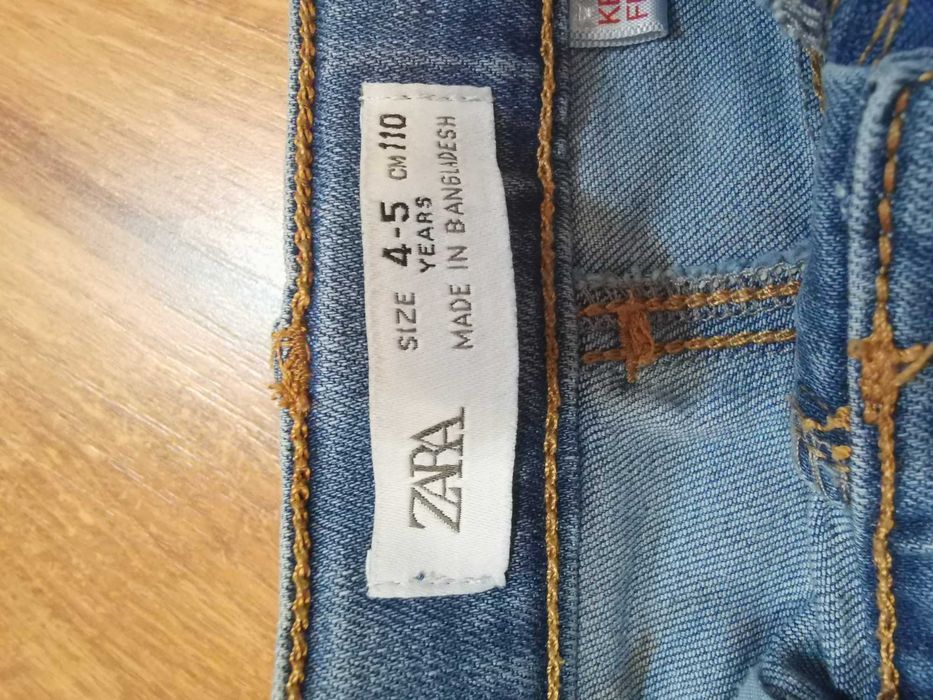 ZARA
SIZE 4-5 CM 110
YEARS
MADE IN BANGLADESH